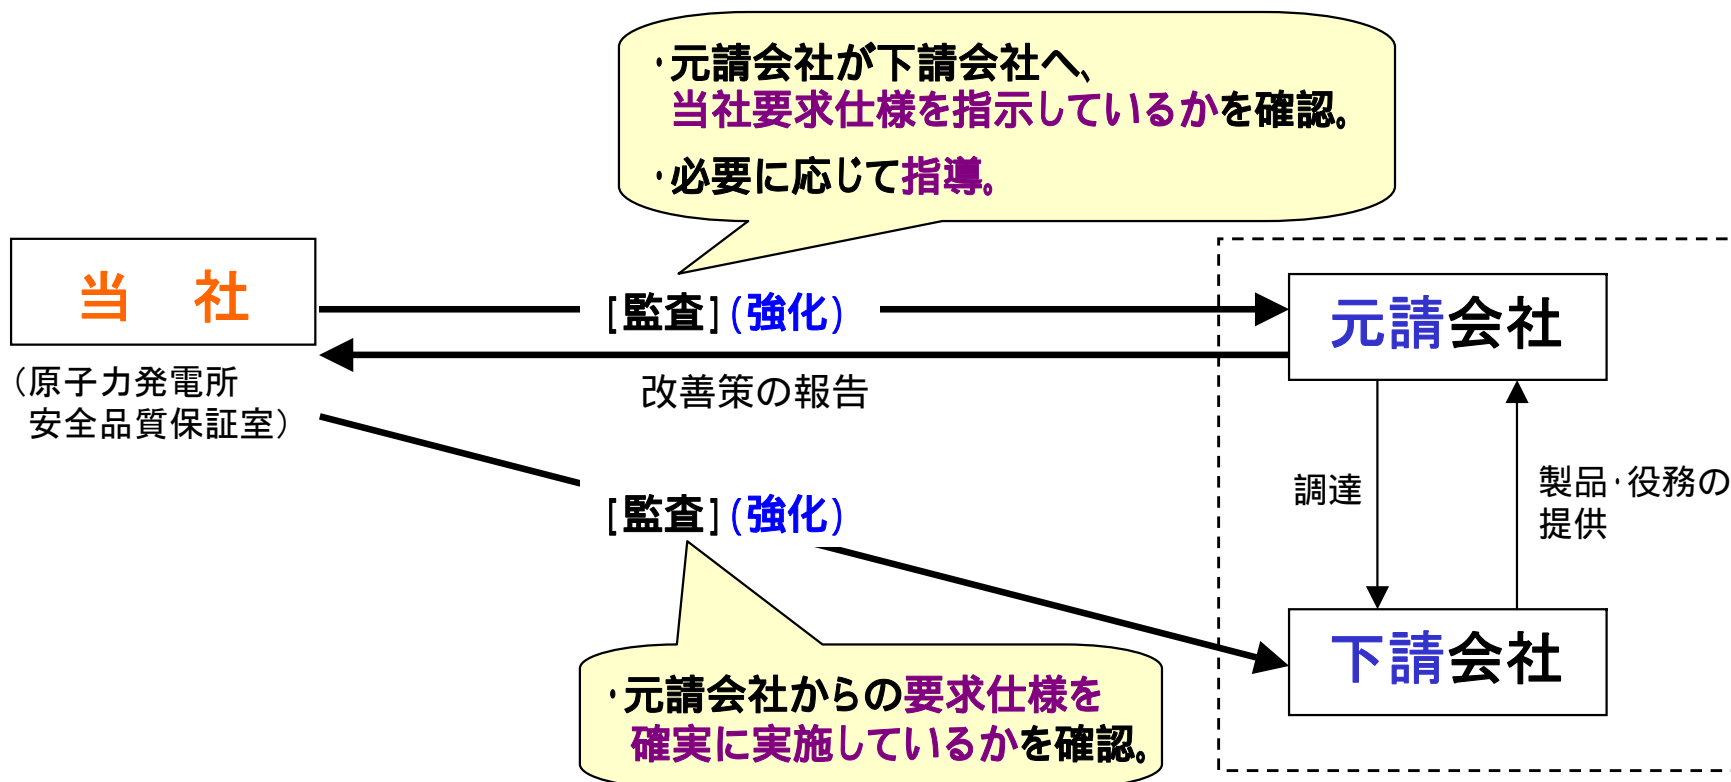 ・元請会社が下請会社へ、
当社要求仕様を指示しているかを確認。
・必要に応じて指導。
当　社
(原子力発電所
安全品質保証室)
[監査](強化)
元請会社
改善策の報告
調達
製品・役務の
提供
[監査](強化)
下請会社
・元請会社からの要求仕様を
確実に実施しているかを確認。